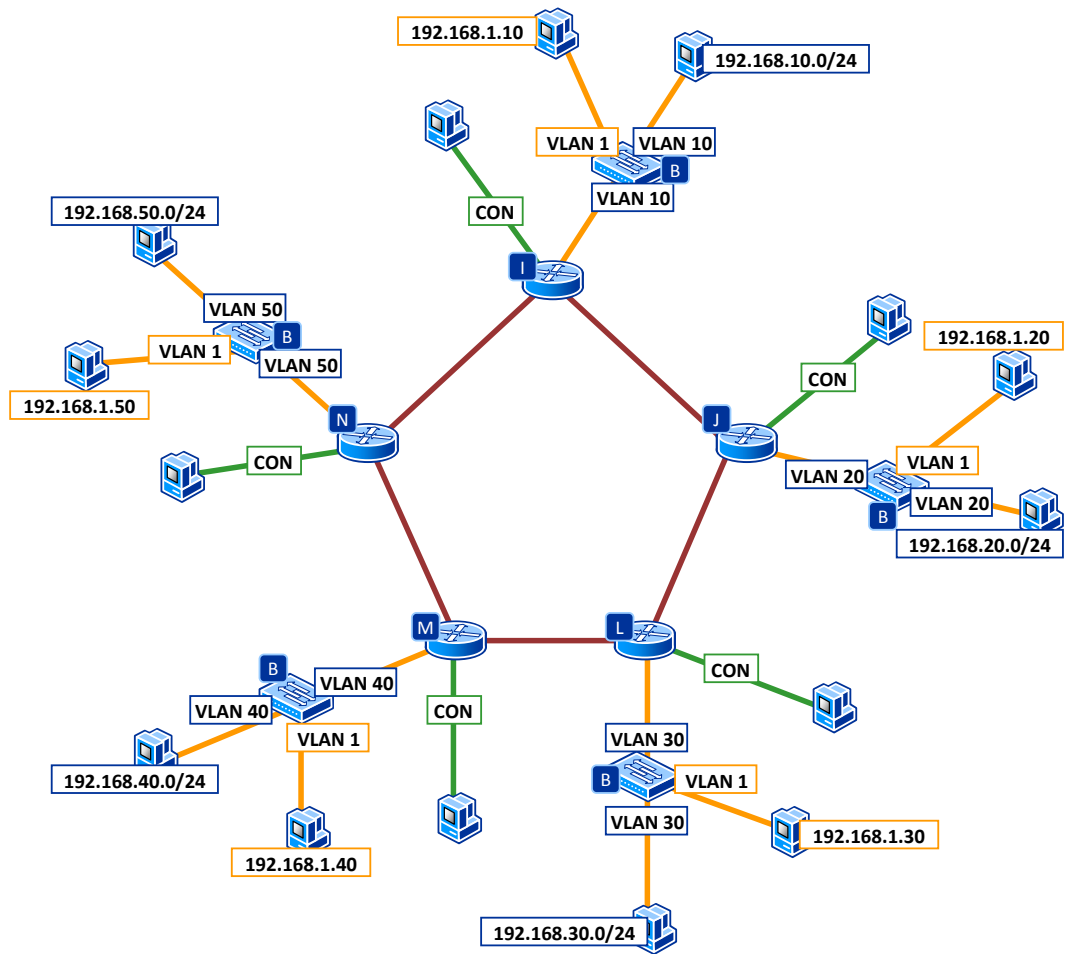 192.168.1.10
192.168.10.0/24
VLAN 1
VLAN 10
B
VLAN 10
CON
I
192.168.50.0/24
VLAN 50
B
VLAN 1
VLAN 50
192.168.1.50
N
CON
192.168.1.20
CON
J
VLAN 1
VLAN 20
VLAN 20
B
192.168.20.0/24
M
L
B
VLAN 40
VLAN 40
VLAN 1
CON
192.168.40.0/24
192.168.1.40
CON
VLAN 30
B
VLAN 1
VLAN 30
192.168.1.30
192.168.30.0/24